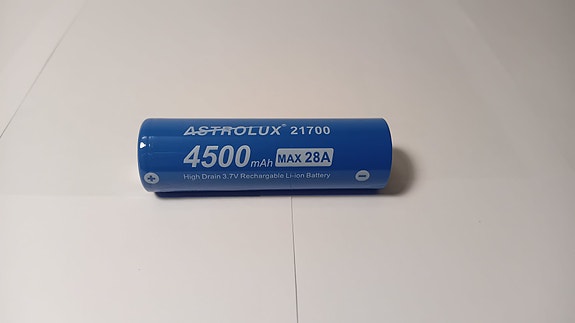 ASTROLUX® 21700
4500mAh MAX 28A
High Drain 3.7V Rechargable Li-ion Battery
+ -